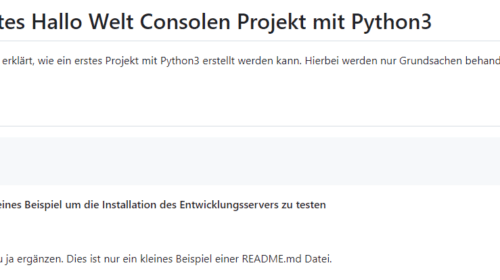 tes Hallo Welt Consolen Projekt mit Python3
erklärt, wie ein erstes Projekt mit Python3 erstellt werden kann. Hierbei werden nur Grundsachen behand
eines Beispiel um die Installation des Entwicklungsservers zu testen
u ja ergänzen. Dies ist nur ein kleines Beispiel einer README.md Datei.